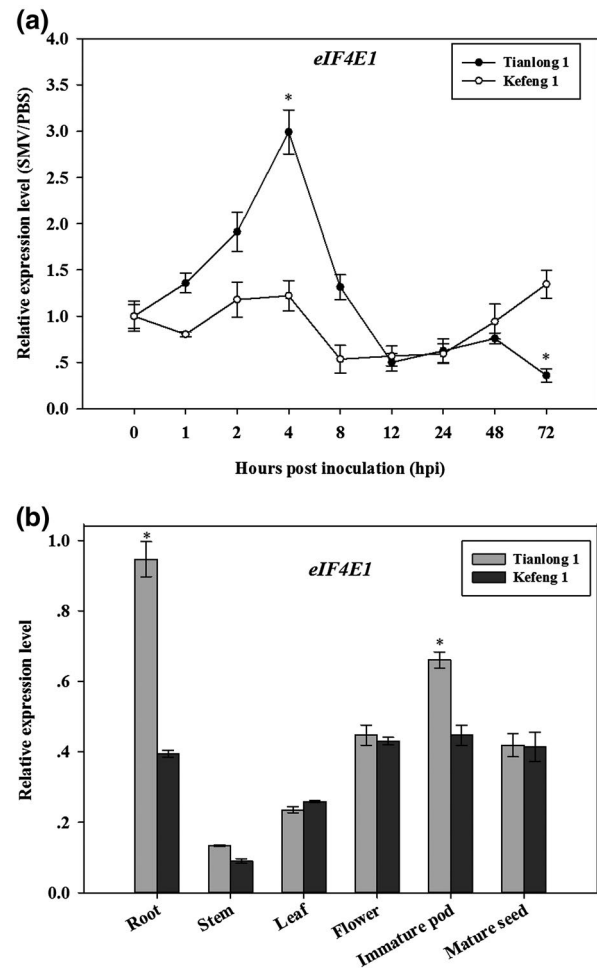 (a)
eIF4E1
Tianlong 1
Kefeng 1
Relative expression level (SMV/PBS)
4.0
3.5
3.0
2.5
2.0
1.5
1.0
.5
0.0
*
*
0 1 2 4 8 12 24 48 72
Hours post inoculation (hpi)
(b)
eIF4E1
Tianlong 1
Kefeng 1
Relative expression level
1.0
.8
.6
.4
.2
0.0
*
*
Root Stem Leaf Flower Immature pod Mature seed